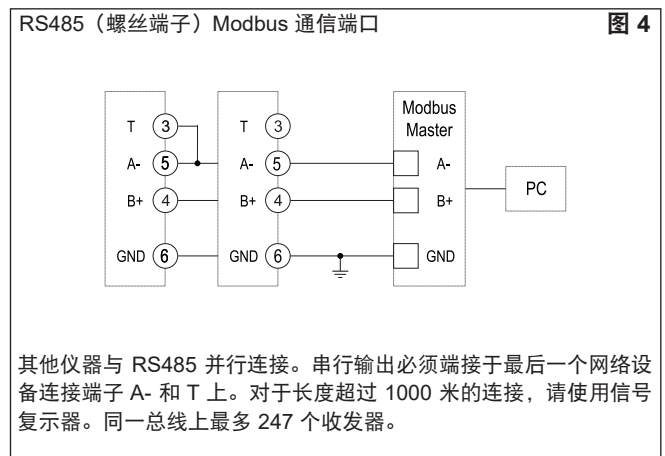 RS485（螺丝端子）Modbus 通信端口
图 4
T 3
T 3
Modbus
Master
A- 5
A- 5
A-
PC
B+ 4
B+ 4
B+
GND 6
GND 6
GND
其他仪器与 RS485 并行连接。串行输出必须端接于最后一个网络设
备连接端子 A- 和 T 上。对于长度超过 1000 米的连接，请使用信号
复示器。同一总线上最多 247 个收发器。